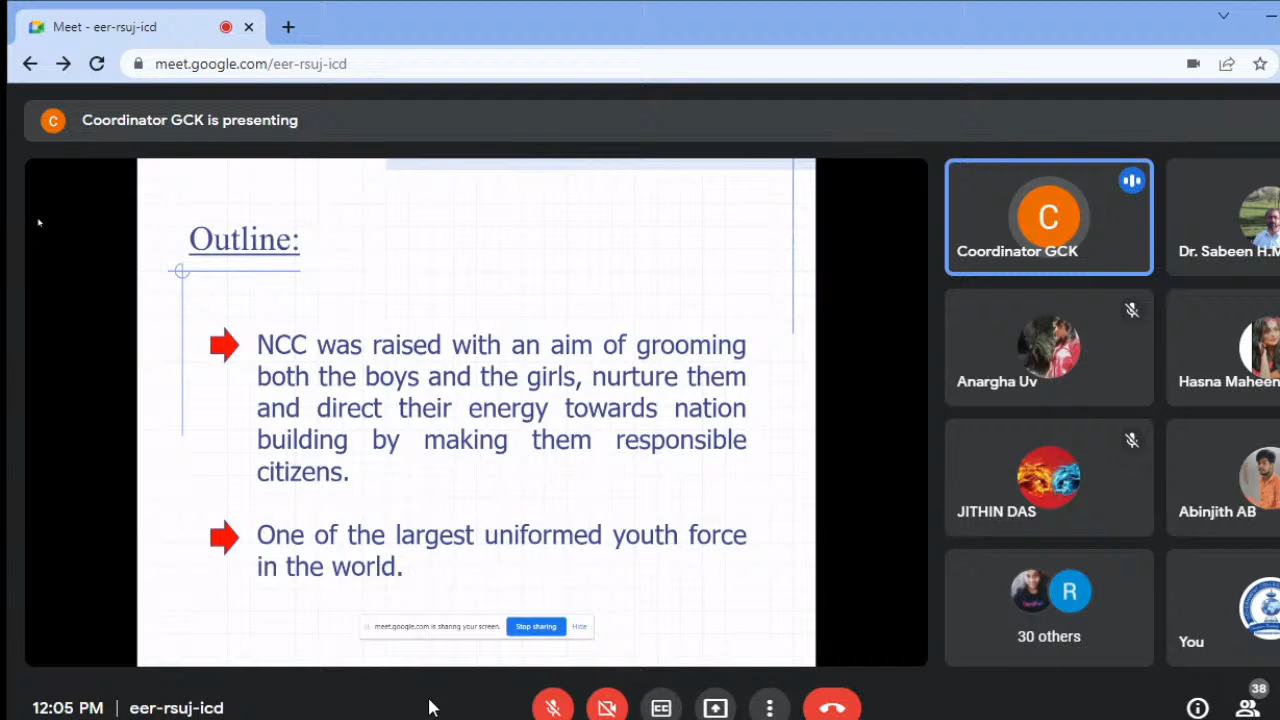 Meet - eer-rsuj-icd
meet.google.com/eer-rsuj-icd
C
Coordinator GCK is presenting
Outline:
NCC was raised with an aim of grooming
both the boys and the girls, nurture them
and direct their energy towards nation
building by making them responsible
citizens.
One of the largest uniformed youth force
in the world.
meet.google.com is sharing your screen.
Stop sharing
Hide
C
Coordinator GCK
Dr. Sabeen H.M
Anargha Uv
Hasna Maheen
JITHIN DAS
Abinjith AB
R
30 others
You
12:05 PM | eer-rsuj-icd
CC
38